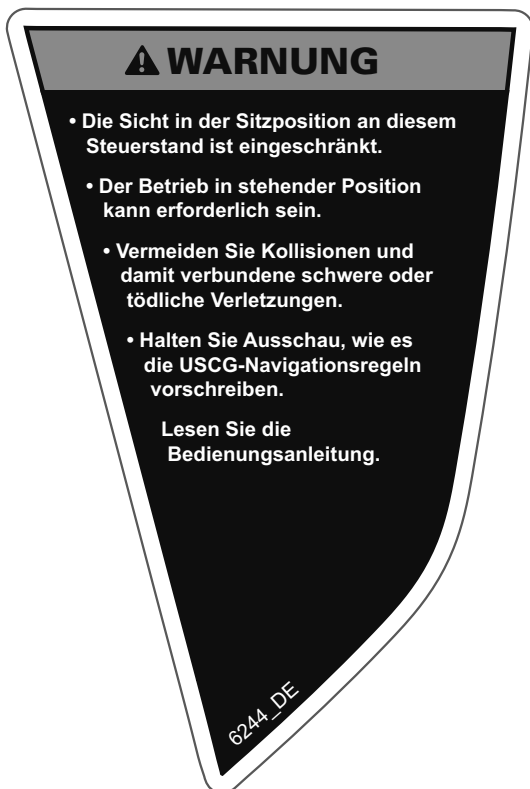 ⚠ WARNUNG
• Die Sicht in der Sitzposition an diesem
Steuerstand ist eingeschränkt.
• Der Betrieb in stehender Position
kann erforderlich sein.
• Vermeiden Sie Kollisionen und
damit verbundene schwere oder
tödliche Verletzungen.
• Halten Sie Ausschau, wie es
die USCG-Navigationsregeln
vorschreiben.
Lesen Sie die
Bedienungsanleitung.
6244_DE